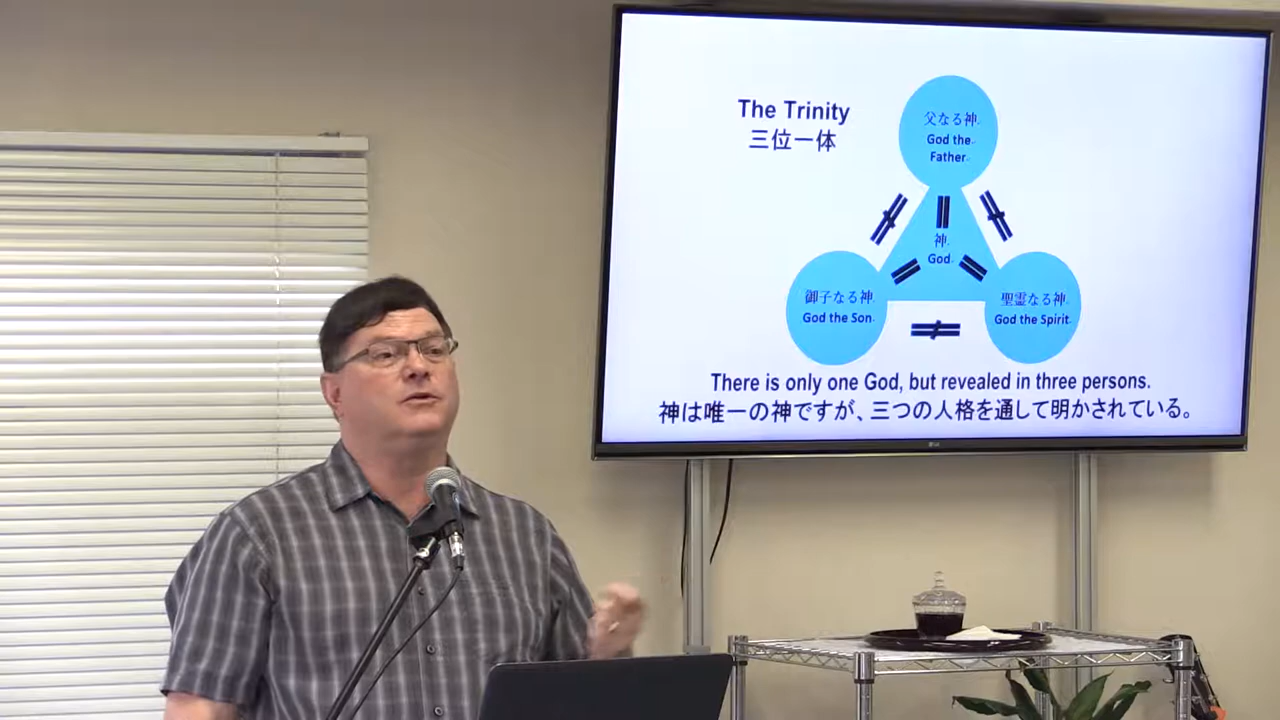 The Trinity
三位一体
父なる神
God the
Father
神
God
御子なる神
God the Son
聖霊なる神
God the Spirit
There is only one God, but revealed in three persons.
神は唯一の神ですが、三つの人格を通して明かされている。
LG